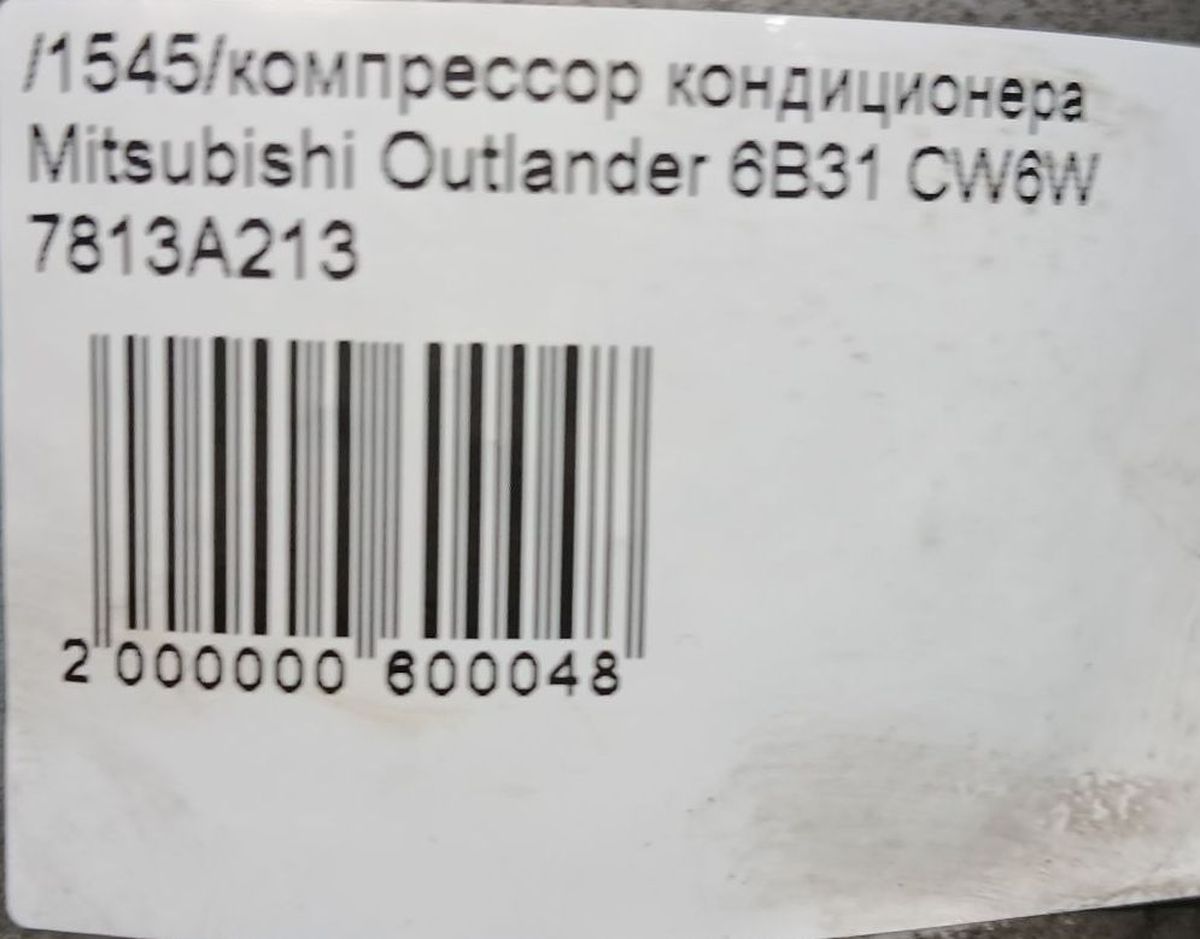 /1545/компрессор кондиционера
Mitsubishi Outlander 6B31 CW6W
7813A213
2 000000 600048